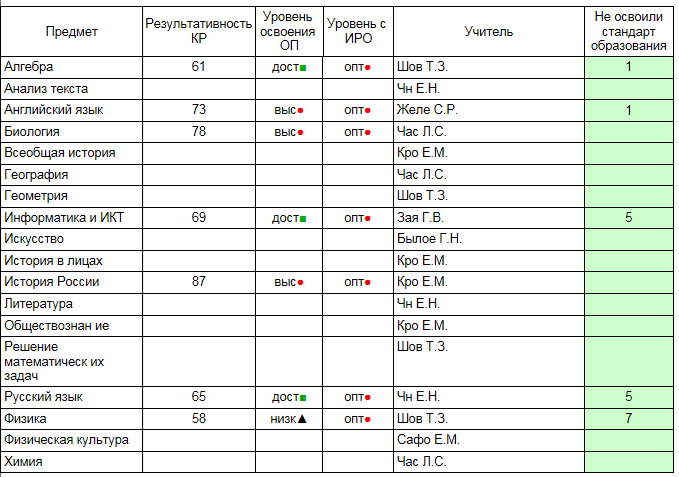 Предмет Результативность КР Уровень освоения ОП Уровень с ИРО Учитель Не освоили стандарт образования
Алгебра 61 дост■ опт● Шов Т.З. 1
Анализ текста Чн Е.Н.
Английский язык 73 выс● опт● Желе С.Р. 1
Биология 78 выс● опт● Час Л.С.
Всеобщая история Кро Е.М.
География Час Л.С.
Геометрия Шов Т.З.
Информатика и ИКТ 69 дост■ опт● Зая Г.В. 5
Искусство Былое Г.Н.
История в лицах Кро Е.М.
История России 87 выс● опт● Кро Е.М.
Литература Чн Е.Н.
Обществознан ие Кро Е.М.
Решение Шов Т.З.
математическ их
задач
Русский язык 65 дост■ опт● Чн Е.Н. 5
Физика 58 низк▲ опт● Шов Т.З. 7
Физическая культура Сафо Е.М.
Химия Час Л.С.